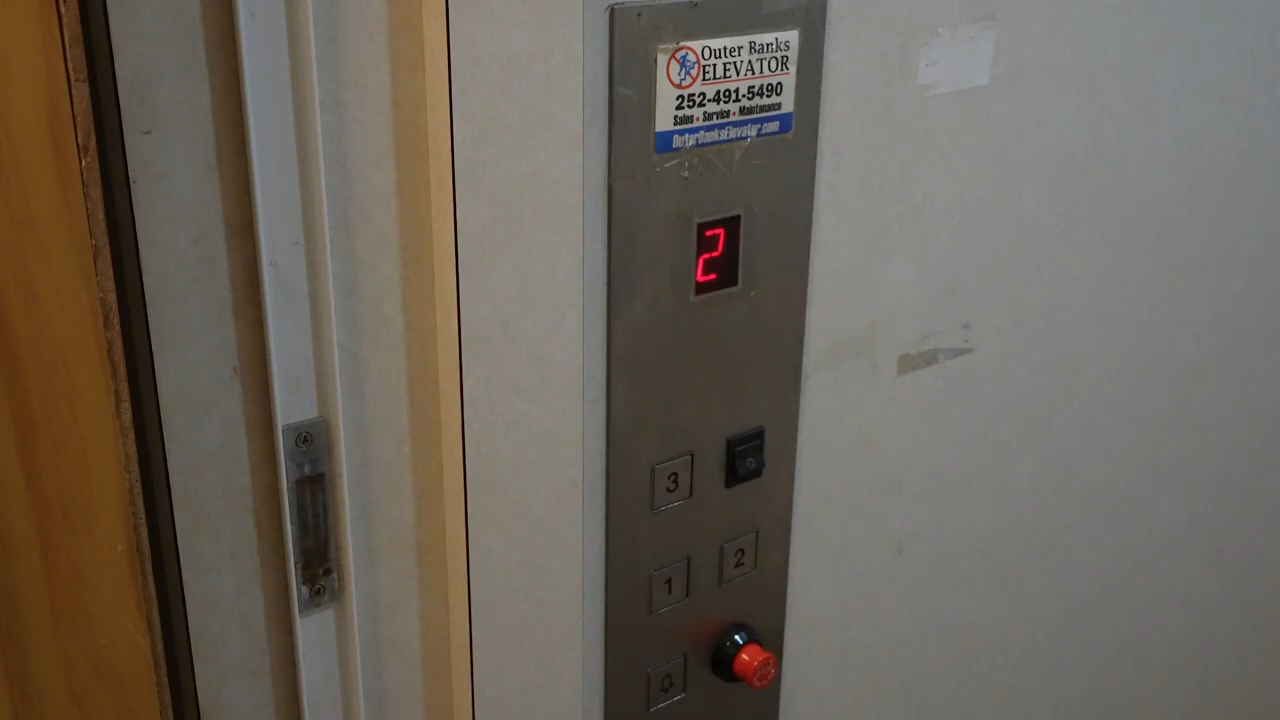 Outer Banks
ELEVATOR
252-491-5490
Sales • Service • Maintenance
OuterBanksElevator.com
2
3
2
1